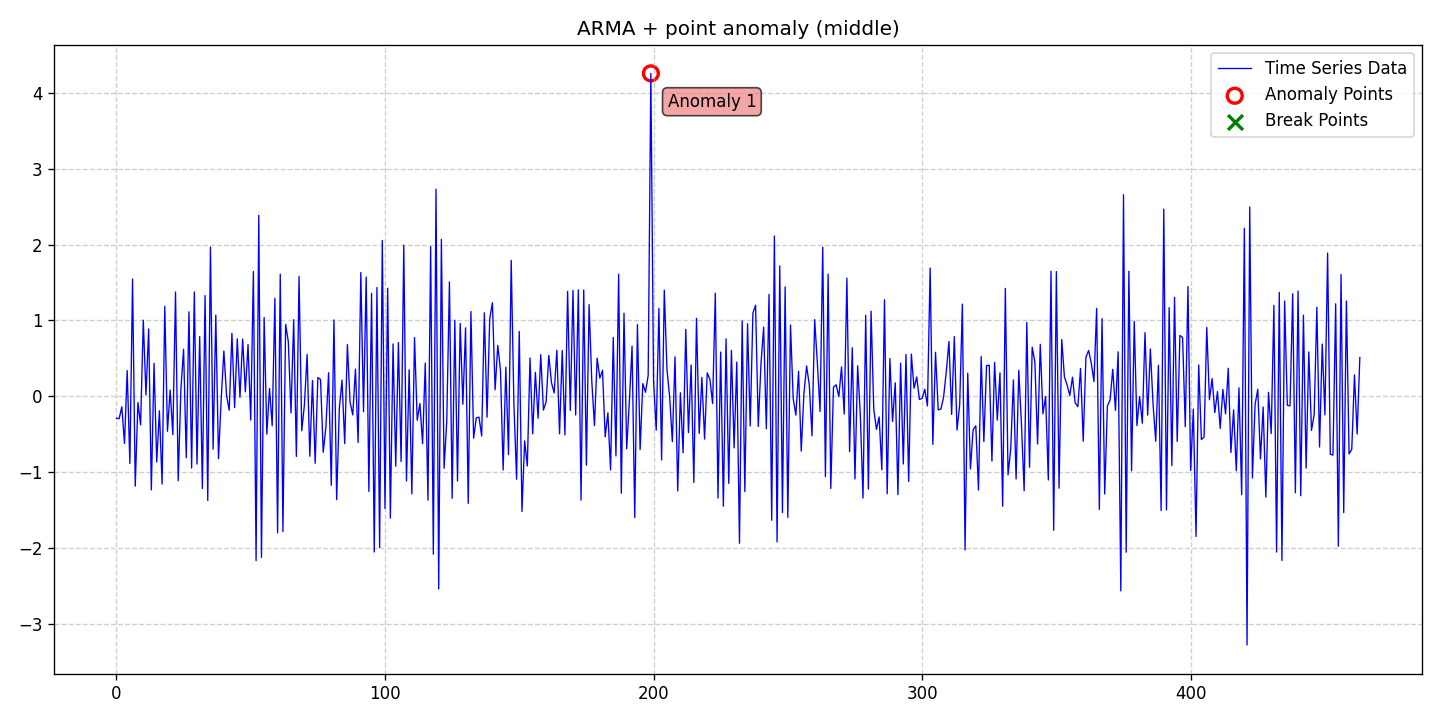 ARMA + point anomaly (middle)
Time Series Data
Anomaly Points
Break Points
Anomaly 1
4
3
2
1
0
−1
−2
−3
0 100 200 300 400